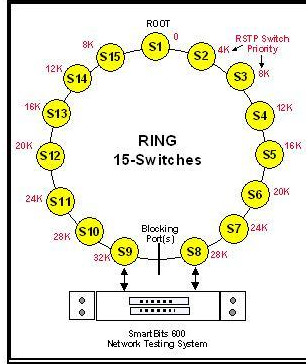 ROOT
S1
0
S2
4K
RSTP Switch
Priority
S3
8K
S4
12K
S5
16K
S6
20K
S7
24K
S8
28K
S9
32K
S10
28K
S11
24K
S12
20K
S13
16K
S14
12K
S15
8K
RING
15-Switches
Blocking
Port(s)
SmartBits 600
Network Testing System